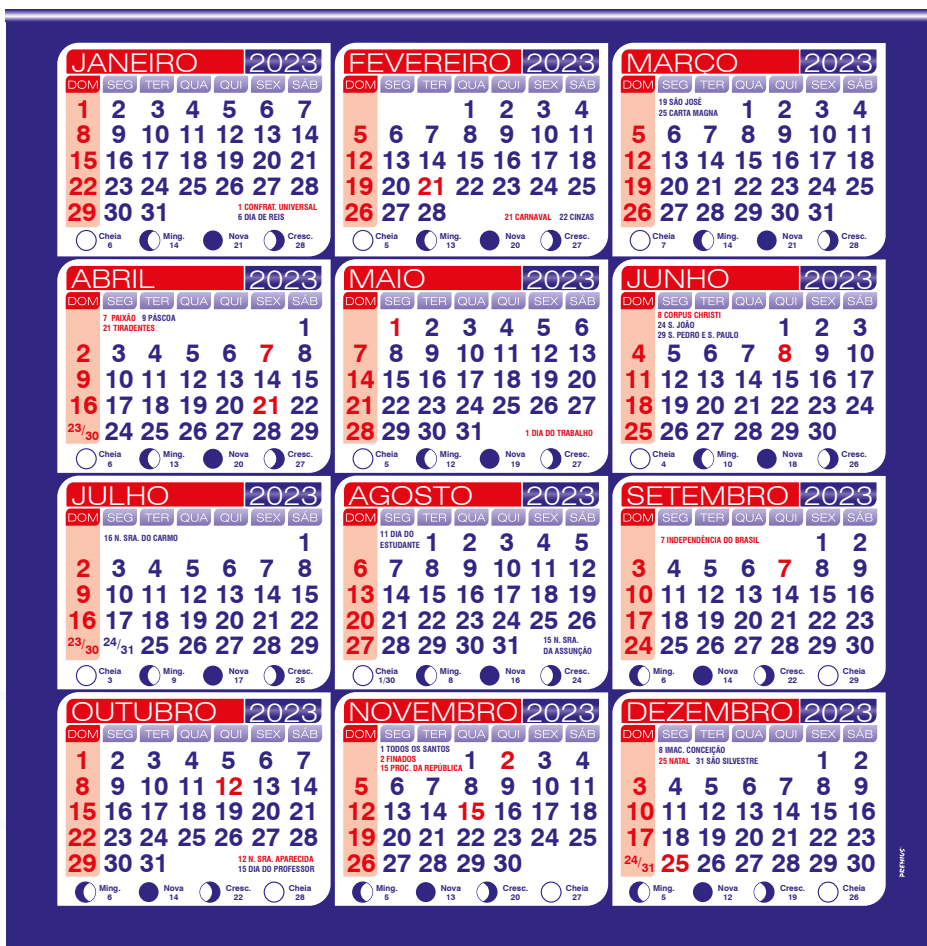 JANEIRO 2023
DOM SEG TER QUA QUI SEX SÁB
1 2 3 4 5 6 7
8 9 10 11 12 13 14
15 16 17 18 19 20 21
22 23 24 25 26 27 28
29 30 31
1 CONFRAT. UNIVERSAL
6 DIA DE REIS
Cheia 6 Ming. 14 Nova 21 Cresc. 28
FEVEREIRO 2023
DOM SEG TER QUA QUI SEX SÁB
1 2 3 4
5 6 7 8 9 10 11
12 13 14 15 16 17 18
19 20 21 22 23 24 25
26 27 28
21 CARNAVAL 22 CINZAS
Cheia 5 Ming. 13 Nova 20 Cresc. 27
MARÇO 2023
DOM SEG TER QUA QUI SEX SÁB
19 SÃO JOSÉ
25 CARTA MAGNA
1 2 3 4
5 6 7 8 9 10 11
12 13 14 15 16 17 18
19 20 21 22 23 24 25
26 27 28 29 30 31
Cheia 7 Ming. 14 Nova 21 Cresc. 28
ABRIL 2023
DOM SEG TER QUA QUI SEX SÁB
7 PAIXÃO 9 PÁSCOA
21 TIRADENTES
1
2 3 4 5 6 7 8
9 10 11 12 13 14 15
16 17 18 19 20 21 22
23/30 24 25 26 27 28 29
Cheia 6 Ming. 13 Nova 20 Cresc. 27
MAIO 2023
DOM SEG TER QUA QUI SEX SÁB
1 2 3 4 5 6
7 8 9 10 11 12 13
14 15 16 17 18 19 20
21 22 23 24 25 26 27
28 29 30 31
1 DIA DO TRABALHO
Cheia 5 Ming. 12 Nova 19 Cresc. 27
JUNHO 2023
DOM SEG TER QUA QUI SEX SÁB
8 CORPUS CHRISTI
24 S. JOÃO
29 S. PEDRO E S. PAULO
1 2 3
4 5 6 7 8 9 10
11 12 13 14 15 16 17
18 19 20 21 22 23 24
25 26 27 28 29 30
Cheia 4 Ming. 10 Nova 18 Cresc. 26
JULHO 2023
DOM SEG TER QUA QUI SEX SÁB
16 N. SRA. DO CARMO
1
2 3 4 5 6 7 8
9 10 11 12 13 14 15
16 17 18 19 20 21 22
23/30 24/31 25 26 27 28 29
Cheia 3 Ming. 9 Nova 17 Cresc. 25
AGOSTO 2023
DOM SEG TER QUA QUI SEX SÁB
11 DIA DO
ESTUDANTE
1 2 3 4 5
6 7 8 9 10 11 12
13 14 15 16 17 18 19
20 21 22 23 24 25 26
27 28 29 30 31
15 N. SRA.
DA ASSUNÇÃO
Cheia 1/30 Ming. 8 Nova 16 Cresc. 24
SETEMBRO 2023
DOM SEG TER QUA QUI SEX SÁB
7 INDEPENDÊNCIA DO BRASIL
1 2
3 4 5 6 7 8 9
10 11 12 13 14 15 16
17 18 19 20 21 22 23
24 25 26 27 28 29 30
Ming. 6 Nova 14 Cresc. 22 Cheia 29
OUTUBRO 2023
DOM SEG TER QUA QUI SEX SÁB
1 2 3 4 5 6 7
8 9 10 11 12 13 14
15 16 17 18 19 20 21
22 23 24 25 26 27 28
29 30 31
12 N. SRA. APARECIDA
15 DIA DO PROFESSOR
Ming. 6 Nova 14 Cresc. 22 Cheia 28
NOVEMBRO 2023
DOM SEG TER QUA QUI SEX SÁB
1 TODOS OS SANTOS
2 FINADOS
15 PROC. DA REPÚBLICA
1 2 3 4
5 6 7 8 9 10 11
12 13 14 15 16 17 18
19 20 21 22 23 24 25
26 27 28 29 30
Ming. 5 Nova 13 Cresc. 20 Cheia 27
DEZEMBRO 2023
DOM SEG TER QUA QUI SEX SÁB
8 IMAC. CONCEIÇÃO
25 NATAL 31 SÃO SILVESTRE
1 2
3 4 5 6 7 8 9
10 11 12 13 14 15 16
17 18 19 20 21 22 23
24/31 25 26 27 28 29 30
Ming. 5 Nova 12 Cresc. 19 Cheia 26
PREMIUS